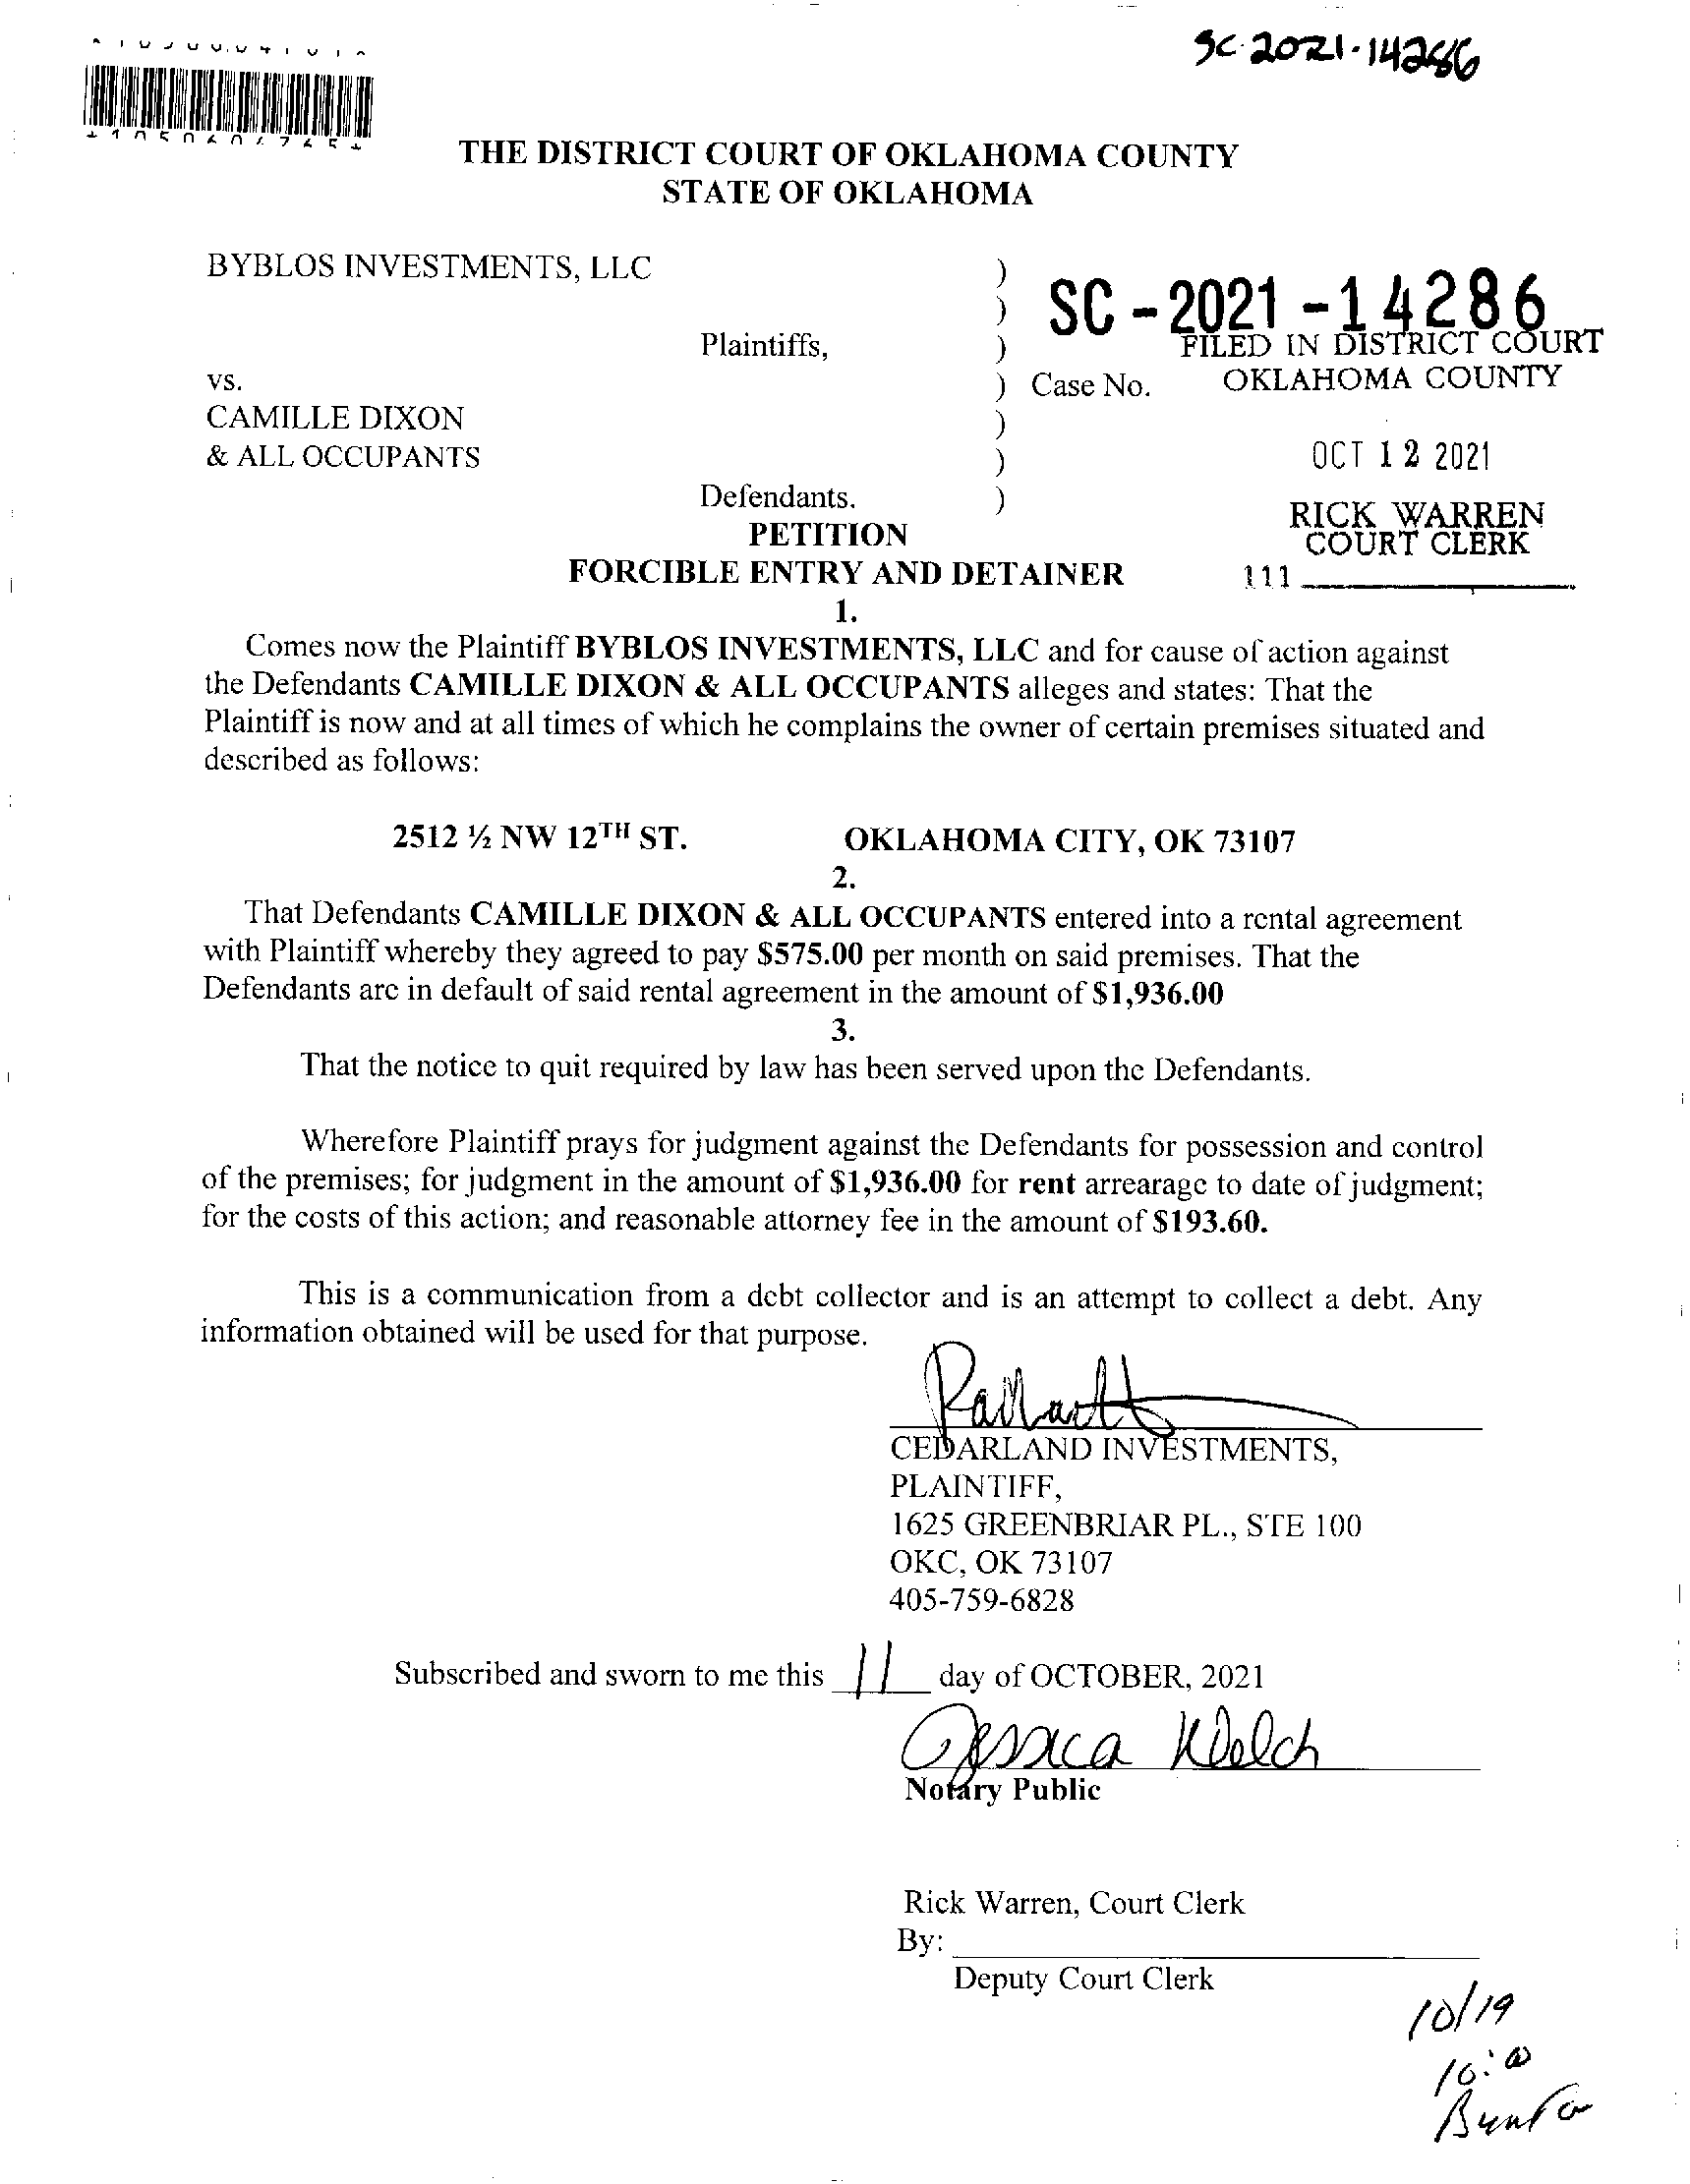 SC-2021-14286
THE DISTRICT COURT OF OKLAHOMA COUNTY
STATE OF OKLAHOMA
BYBLOS INVESTMENTS, LLC )
)
Plaintiffs, )
vs. ) Case No.
CAMILLE DIXON )
& ALL OCCUPANTS )
Defendants. )
SC-2021-14286
FILED IN DISTRICT COURT
OKLAHOMA COUNTY
OCT 12 2021
RICK WARREN
COURT CLERK
111
PETITION
FORCIBLE ENTRY AND DETAINER
1.
Comes now the Plaintiff BYBLOS INVESTMENTS, LLC and for cause of action against
the Defendants CAMILLE DIXON & ALL OCCUPANTS alleges and states: That the
Plaintiff is now and at all times of which he complains the owner of certain premises situated and
described as follows:
2512 ½ NW 12TH ST. OKLAHOMA CITY, OK 73107
2.
That Defendants CAMILLE DIXON & ALL OCCUPANTS entered into a rental agreement
with Plaintiff whereby they agreed to pay $575.00 per month on said premises. That the
Defendants are in default of said rental agreement in the amount of $1,936.00
3.
That the notice to quit required by law has been served upon the Defendants.
Wherefore Plaintiff prays for judgment against the Defendants for possession and control
of the premises; for judgment in the amount of $1,936.00 for rent arrearage to date of judgment;
for the costs of this action; and reasonable attorney fee in the amount of $193.60.
This is a communication from a debt collector and is an attempt to collect a debt. Any
information obtained will be used for that purpose.
CEDARLAND INVESTMENTS,
PLAINTIFF,
1625 GREENBRIAR PL., STE 100
OKC, OK 73107
405-759-6828
Subscribed and sworn to me this 11 day of OCTOBER, 2021
Jessica Welch
Notary Public
Rick Warren, Court Clerk
By:
Deputy Court Clerk
10/19